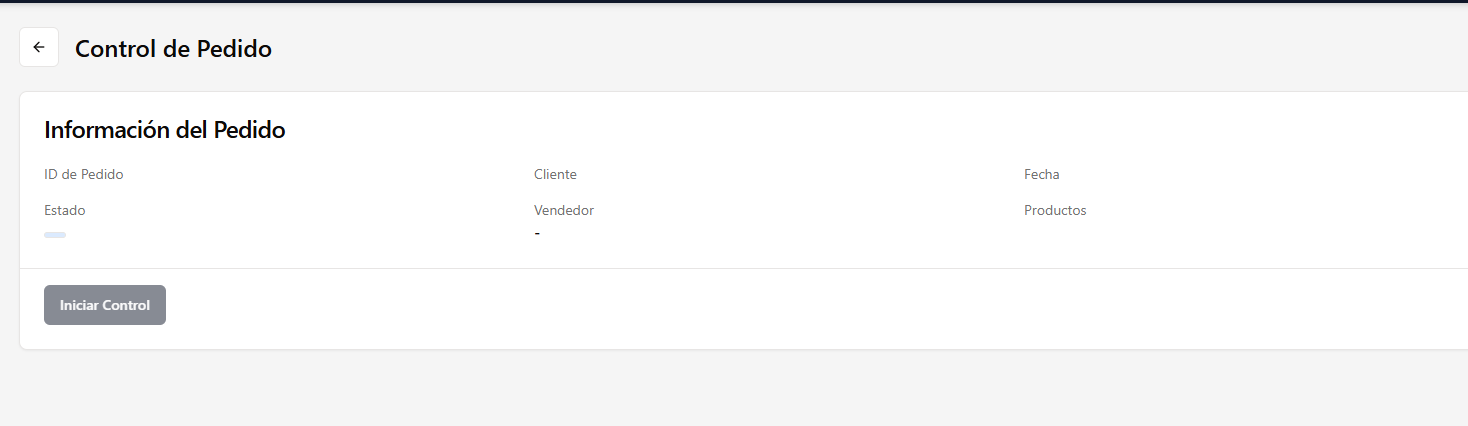 Control de Pedido
Información del Pedido
ID de Pedido
Cliente
Fecha
Estado
Vendedor
Productos
-
Iniciar Control